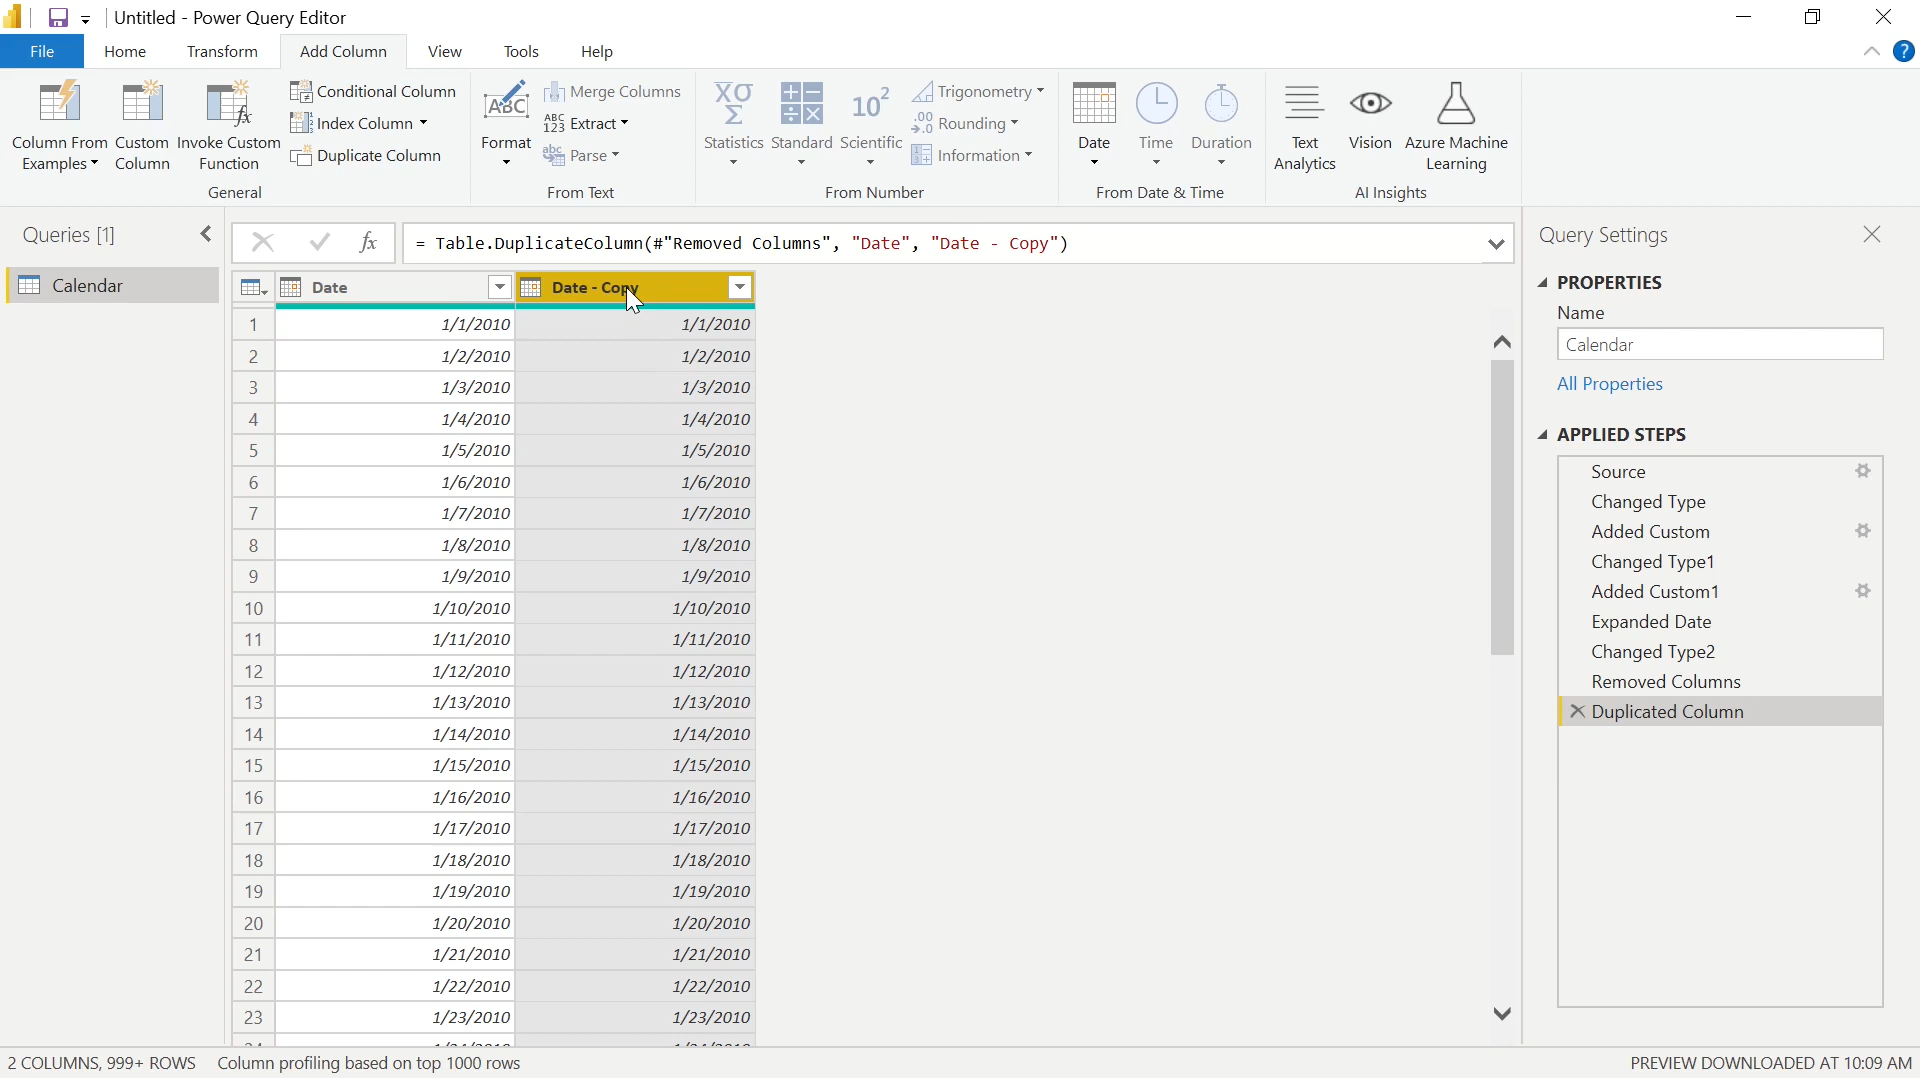 Untitled - Power Query Editor
File
Home
Transform
Add Column
View
Tools
Help
?
Column From
Examples
Custom
Column
Invoke Custom
Function
Conditional Column
Index Column
Duplicate Column
General
ABC
Format
Merge Columns
ABC
123
Extract
abc
Parse
From Text
XΟƒ
Σ
Statistics
Standard
10²
Scientific
Trigonometry
.00
.0
Rounding
Information
From Number
Date
Time
Duration
From Date & Time
Text
Analytics
Vision
Azure Machine
Learning
AI Insights
Queries [1]
Calendar
fx
= Table.DuplicateColumn(#"Removed Columns", "Date", "Date - Copy")
Date
Date - Copy
1 1/1/2010 1/1/2010
2 1/2/2010 1/2/2010
3 1/3/2010 1/3/2010
4 1/4/2010 1/4/2010
5 1/5/2010 1/5/2010
6 1/6/2010 1/6/2010
7 1/7/2010 1/7/2010
8 1/8/2010 1/8/2010
9 1/9/2010 1/9/2010
10 1/10/2010 1/10/2010
11 1/11/2010 1/11/2010
12 1/12/2010 1/12/2010
13 1/13/2010 1/13/2010
14 1/14/2010 1/14/2010
15 1/15/2010 1/15/2010
16 1/16/2010 1/16/2010
17 1/17/2010 1/17/2010
18 1/18/2010 1/18/2010
19 1/19/2010 1/19/2010
20 1/20/2010 1/20/2010
21 1/21/2010 1/21/2010
22 1/22/2010 1/22/2010
23 1/23/2010 1/23/2010
Query Settings
PROPERTIES
Name
Calendar
All Properties
APPLIED STEPS
Source
Changed Type
Added Custom
Changed Type1
Added Custom1
Expanded Date
Changed Type2
Removed Columns
Duplicated Column
2 COLUMNS, 999+ ROWS
Column profiling based on top 1000 rows
PREVIEW DOWNLOADED AT 10:09 AM